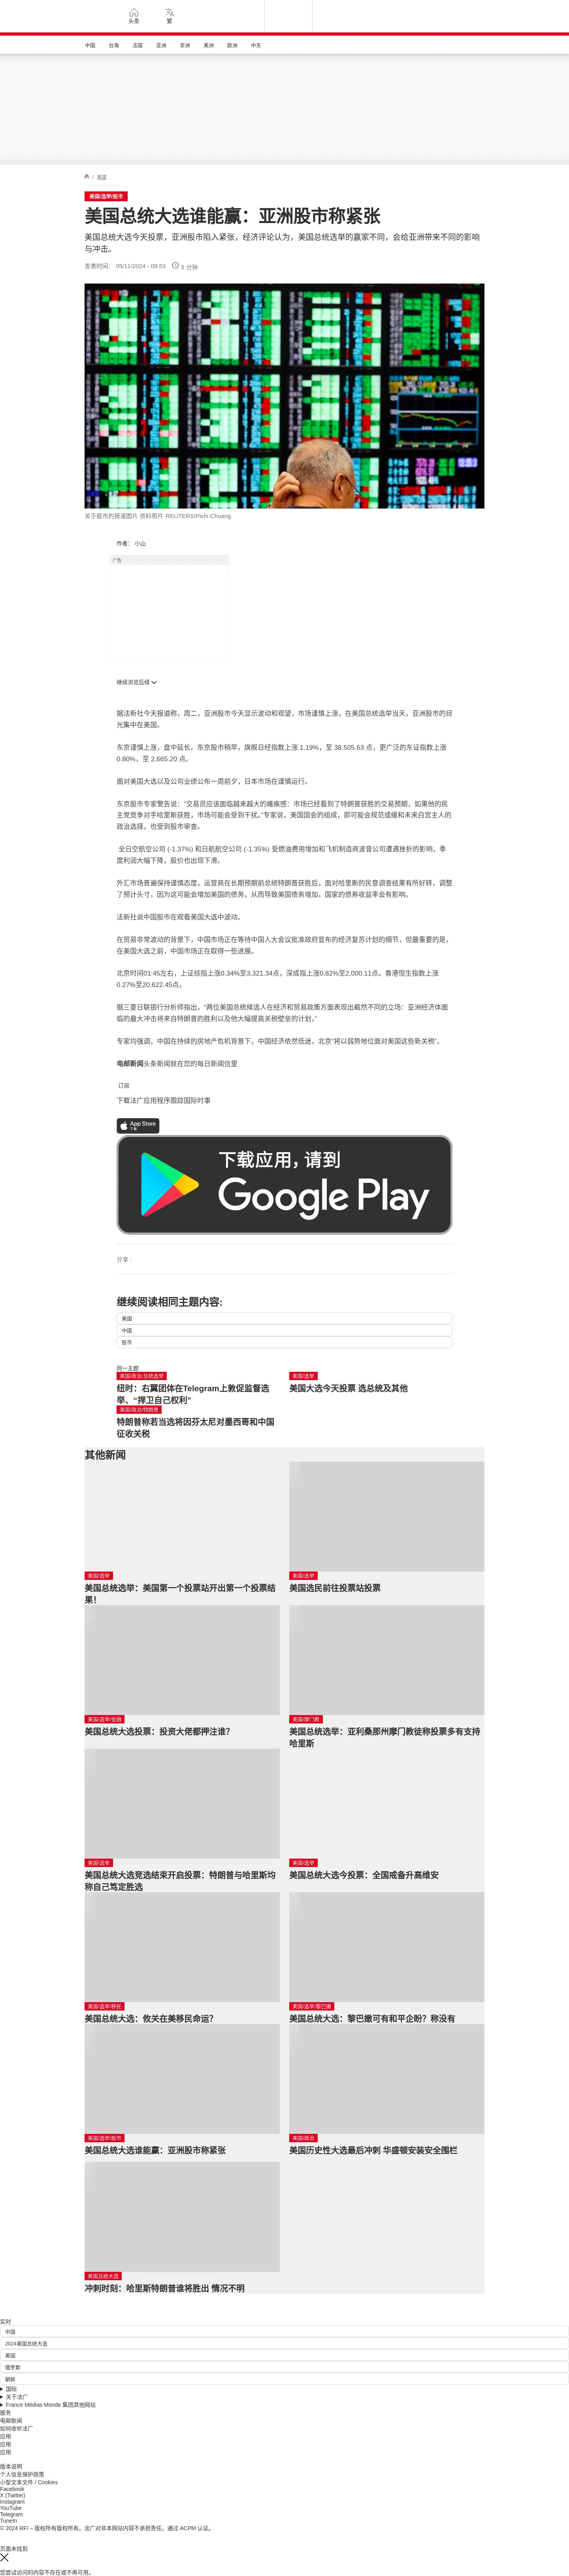 头条
繁
中国 台海 法国 亚洲 非洲 美洲 欧洲 中东
/ 美国
美国/选举/股市
美国总统大选谁能赢：亚洲股市称紧张
美国总统大选今天投票，亚洲股市陷入紧张，经济评论认为，美国总统选举的赢家不同，会给亚洲带来不同的影响
与冲击。
发表时间： 05/11/2024 - 09:53 5 分钟
关于股市的报道图片 资料照片 REUTERS/Pichi Chuang
作者： 小山
广告
继续浏览后续
据法新社今天报道称，周二，亚洲股市今天显示波动和观望，市场谨慎上涨，在美国总统选举当天，亚洲股市的目
光集中在美国。
东京谨慎上涨，盘中延长。东京股市稍早，旗舰日经指数上涨 1.19%，至 38,505.63 点，更广泛的东证指数上涨
0.80%，至 2,665.20 点。
面对美国大选以及公司业绩公布一周前夕，日本市场在谨慎运行。
东京股市专家警告说：“交易员应该面临越来越大的瘫痪感：市场已经看到了特朗普获胜的交易预期，如果他的民
主党竞争对手哈里斯获胜，市场可能会受到干扰。”专家说，美国国会的组成，即可能会规范或缓和未来白宫主人的
政治选择，也受到股市审查。
全日空航空公司 (-1.37%) 和日航航空公司 (-1.35%) 受燃油费用增加和飞机制造商波音公司遭遇挫折的影响，季
度利润大幅下降，股价也出现下滑。
外汇市场普遍保持谨慎态度，运营商在长期预期前总统特朗普获胜后，面对哈里斯的民意调查结果有所好转，调整
了预计头寸，因为这可能会增加美国的债务，从而导致美国债务增加，国家的债券收益率会有影响。
法新社说中国股市在观看美国大选中波动。
在贸易非常波动的背景下，中国市场正在等待中国人大会议批准政府宣布的经济复苏计划的细节，但最重要的是，
在美国大选之前，中国市场正在取得一些进展。
北京时间01:45左右，上证综指上涨0.34%至3,321.34点，深成指上涨0.82%至2,000.11点。香港恒生指数上涨
0.27%至20,622.45点。
据三菱日联银行分析师指出，“两位美国总统候选人在经济和贸易政策方面表现出截然不同的立场：亚洲经济体面
临的最大冲击将来自特朗普的胜利以及他大幅提高关税壁垒的计划。”
专家均强调，中国在持续的房地产危机背景下，中国经济依然低迷，北京“将以弱势地位面对美国这些新关税”。
电邮新闻头条新闻就在您的每日新闻信里
订阅
下载法广应用程序跟踪国际时事
App Store
下载
下载应用，请到
Google Play
分享 :
继续阅读相同主题内容:
美国
中国
股市
同一主题
美国/政治/总统选举
纽时：右翼团体在Telegram上敦促监督选
举、“捍卫自己权利”
美国/选举
美国大选今天投票 选总统及其他
美国/政治/特朗普
特朗普称若当选将因芬太尼对墨西哥和中国
征收关税
其他新闻
美国/选举
美国总统选举：美国第一个投票站开出第一个投票结
果！
美国/选举
美国选民前往投票站投票
美国/选举/金融
美国总统大选投票：投资大佬都押注谁？
美国/摩门教
美国总统选举：亚利桑那州摩门教徒称投票多有支持
哈里斯
美国/选举
美国总统大选竞选结束开启投票：特朗普与哈里斯均
称自己笃定胜选
美国/选举
美国总统大选今投票：全国戒备升高维安
美国/选举/移民
美国总统大选：攸关在美移民命运？
美国/选举/黎巴嫩
美国总统大选：黎巴嫩可有和平企盼？称没有
美国/选举/股市
美国总统大选谁能赢：亚洲股市称紧张
美国/政治
美国历史性大选最后冲刺 华盛顿安装安全围栏
美国总统大选
冲刺时刻：哈里斯特朗普谁将胜出 情况不明
实时
中国
2024美国总统大选
美国
俄罗斯
朝鲜
国际
关于法广
France Médias Monde 集团其他网站
服务
电邮新闻
如何收听法广
应用
应用
应用
版本说明
个人信息保护政策
小型文本文件 / Cookies
Facebook
X (Twitter)
Instagram
YouTube
Telegram
TuneIn
© 2024 RFI – 版权所有版权所有。法广对非本网站内容不承担责任。通过 ACPM 认证。
页面未找到
您尝试访问的内容不存在或不再可用。